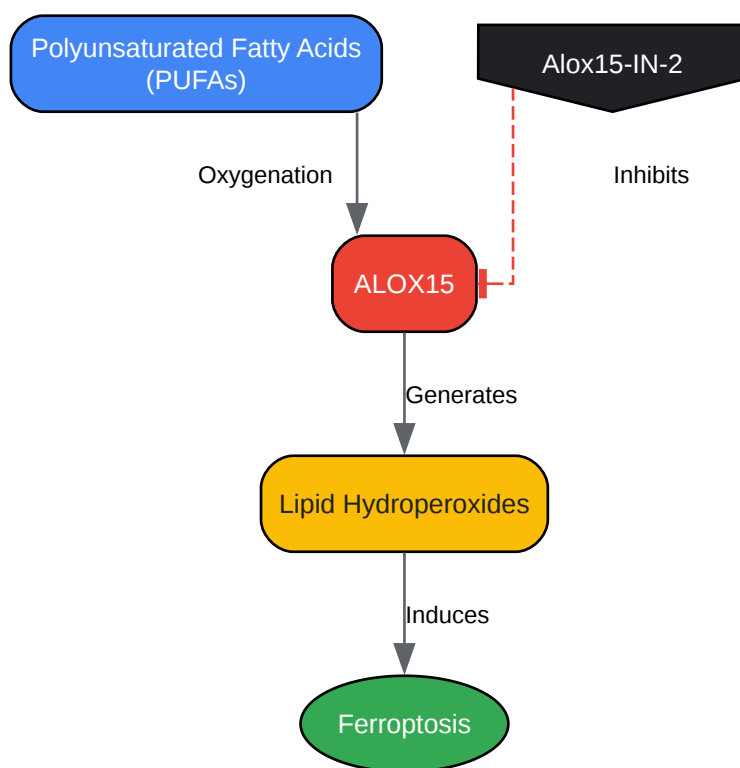 Polyunsaturated Fatty Acids
(PUFAs)
Alox15-IN-2
Oxygenation
Inhibits
ALOX15
Generates
Lipid Hydroperoxides
Induces
Ferroptosis